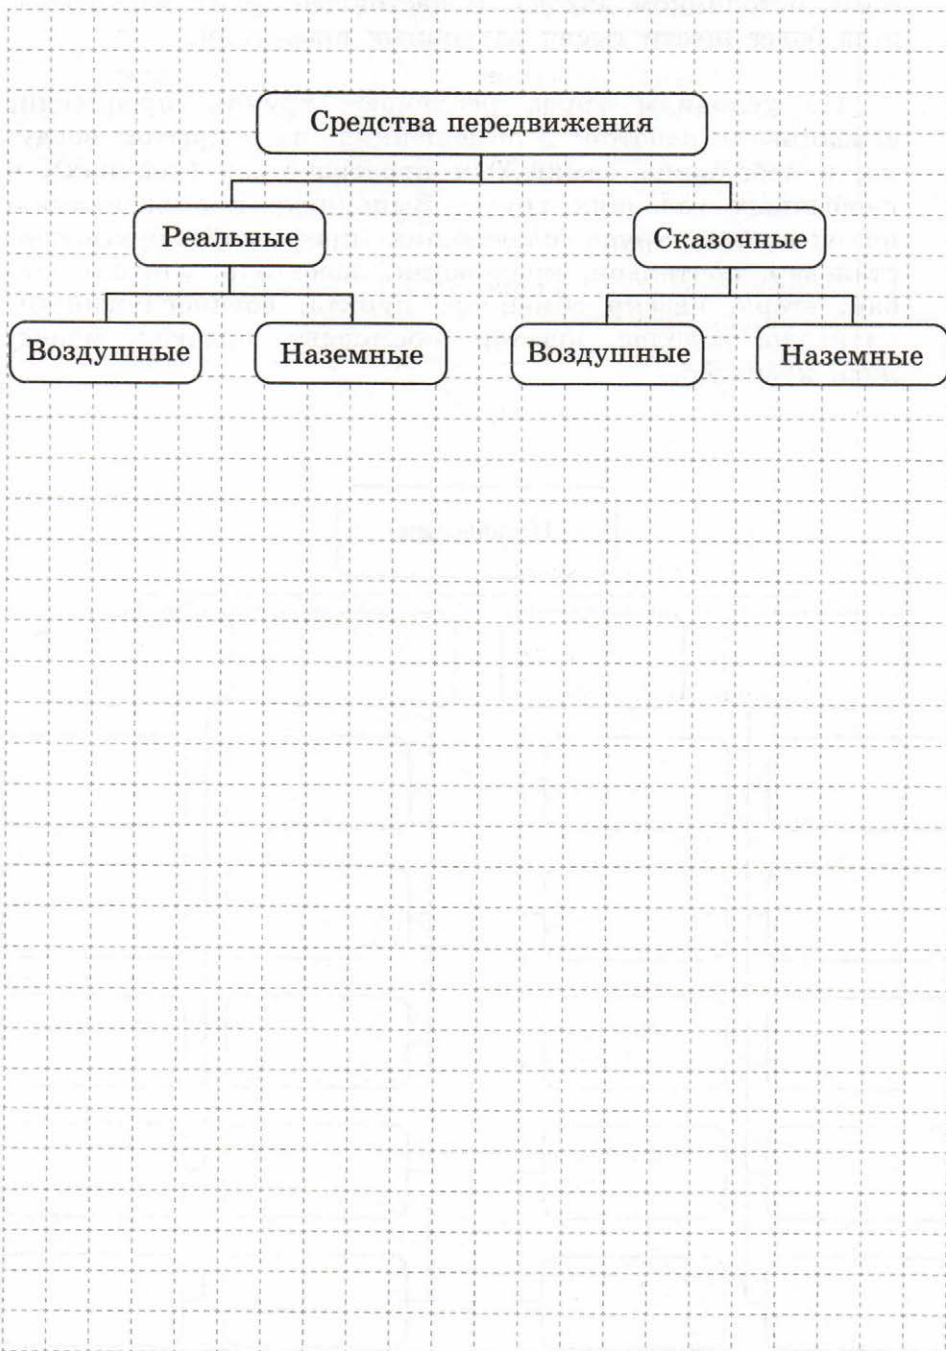 Средства передвижения
Реальные Сказочные
Воздушные Наземные Воздушные Наземные